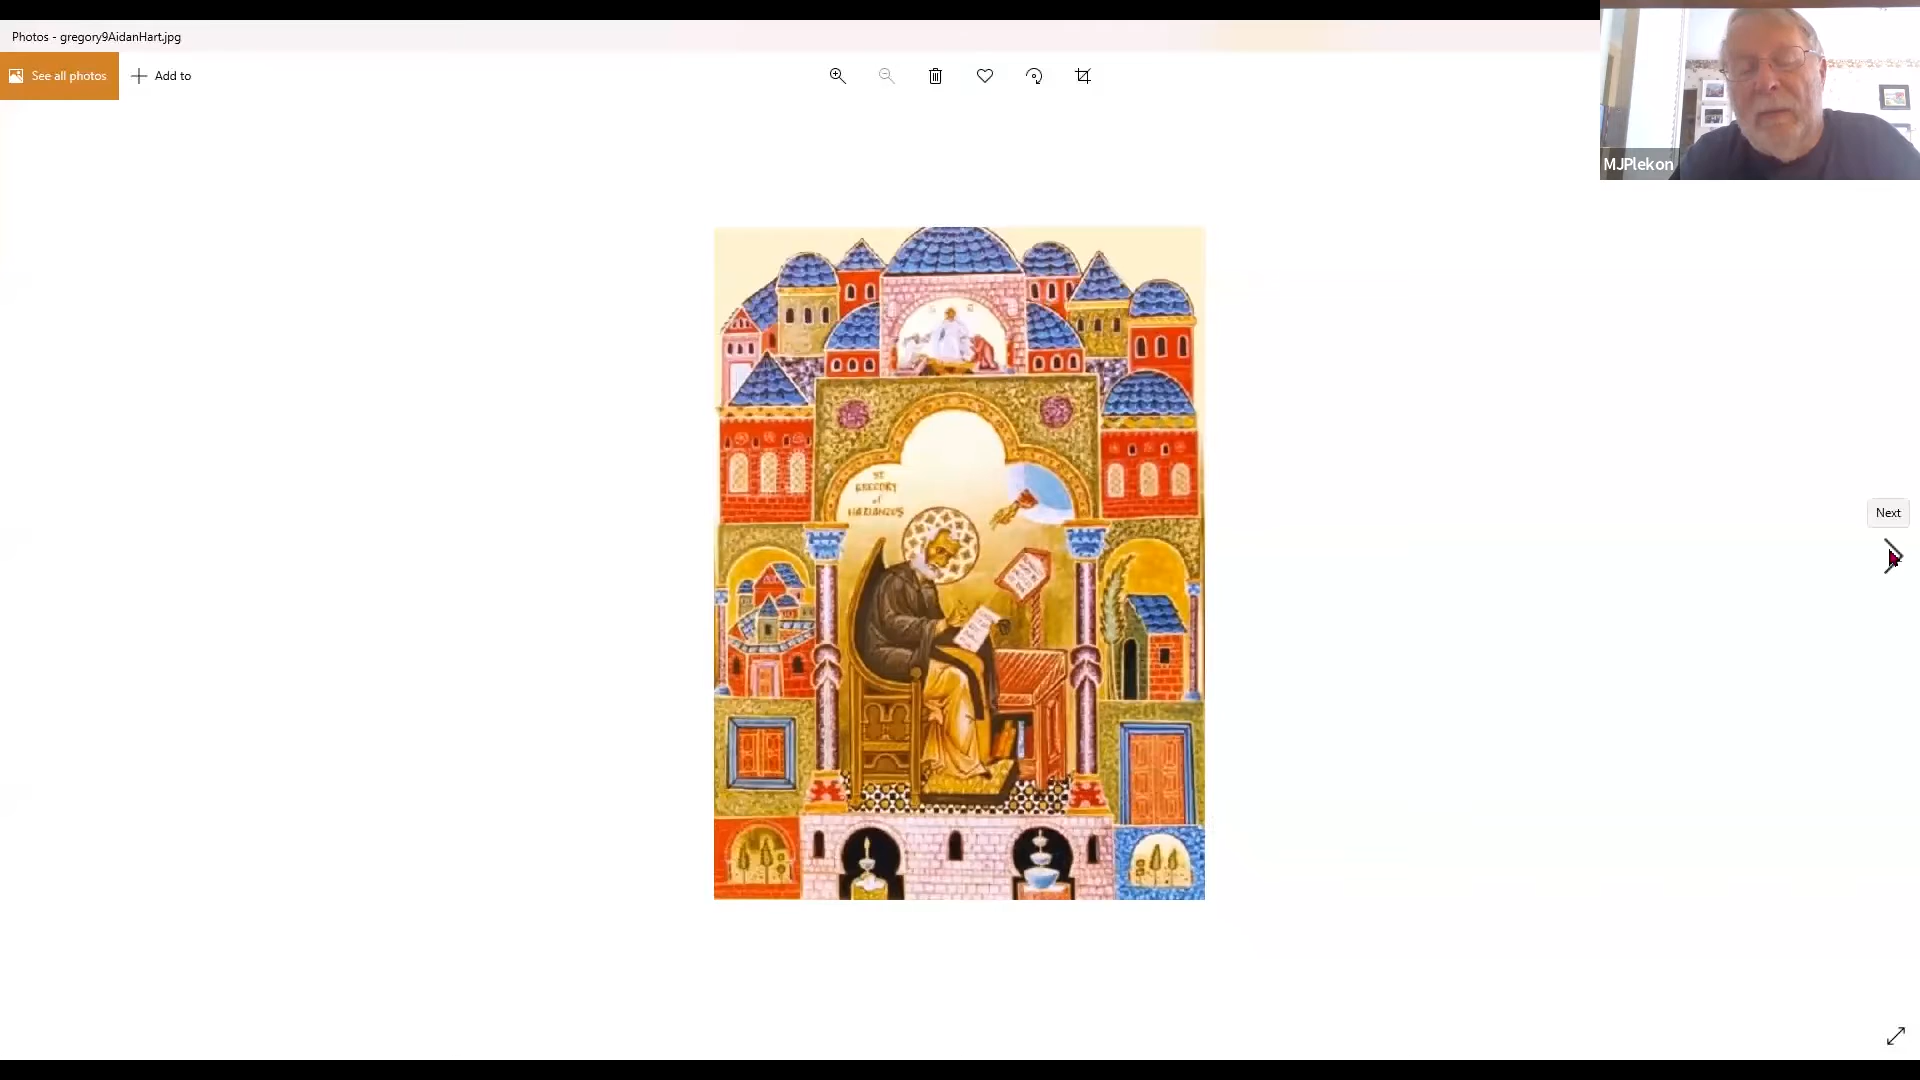 Photos - gregory9AidanHart.jpg
See all photos
Add to
MJPlekon
ST
GREGORY
of
NAZIANZUS
Next